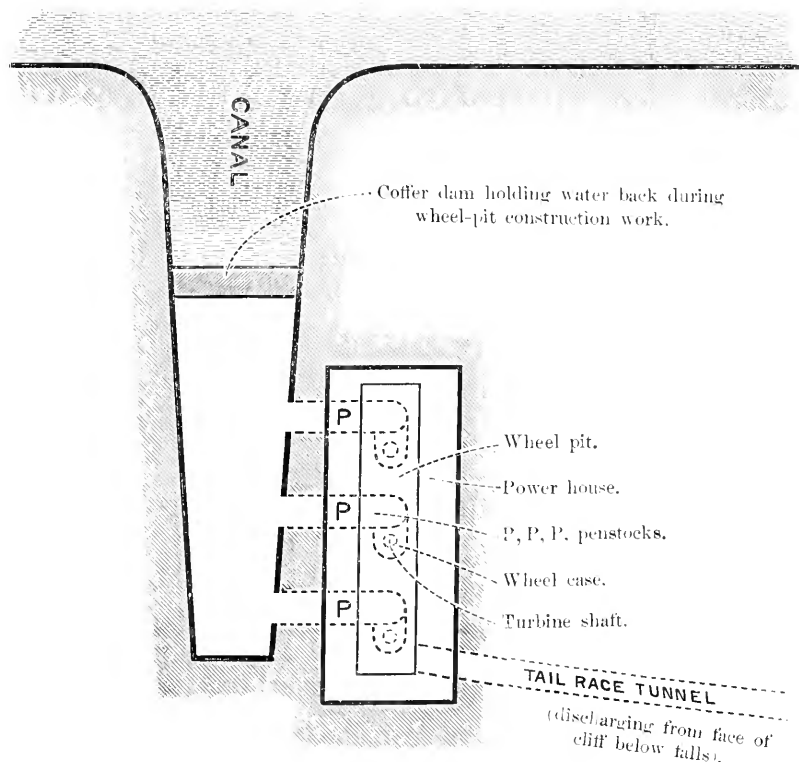 CANAL
Coffer dam holding water back during
wheel-pit construction work.
P
Wheel pit.
Power house.
P
P, P, P, penstocks.
Wheel case.
P
Turbine shaft.
TAIL RACE TUNNEL
(discharging from face of
cliff below falls).